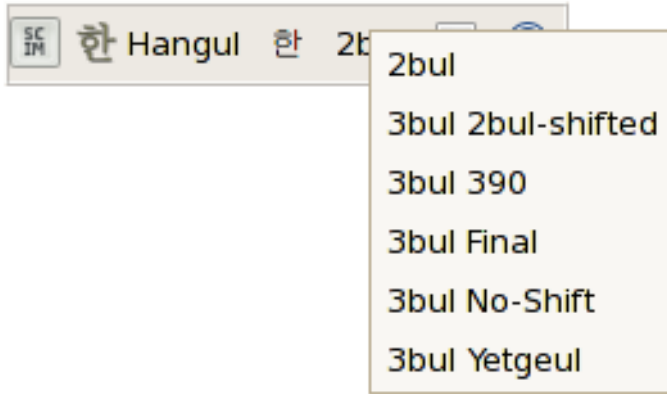 SC
IM
한 Hangul 한 2b
2bul
3bul 2bul-shifted
3bul 390
3bul Final
3bul No-Shift
3bul Yetgeul